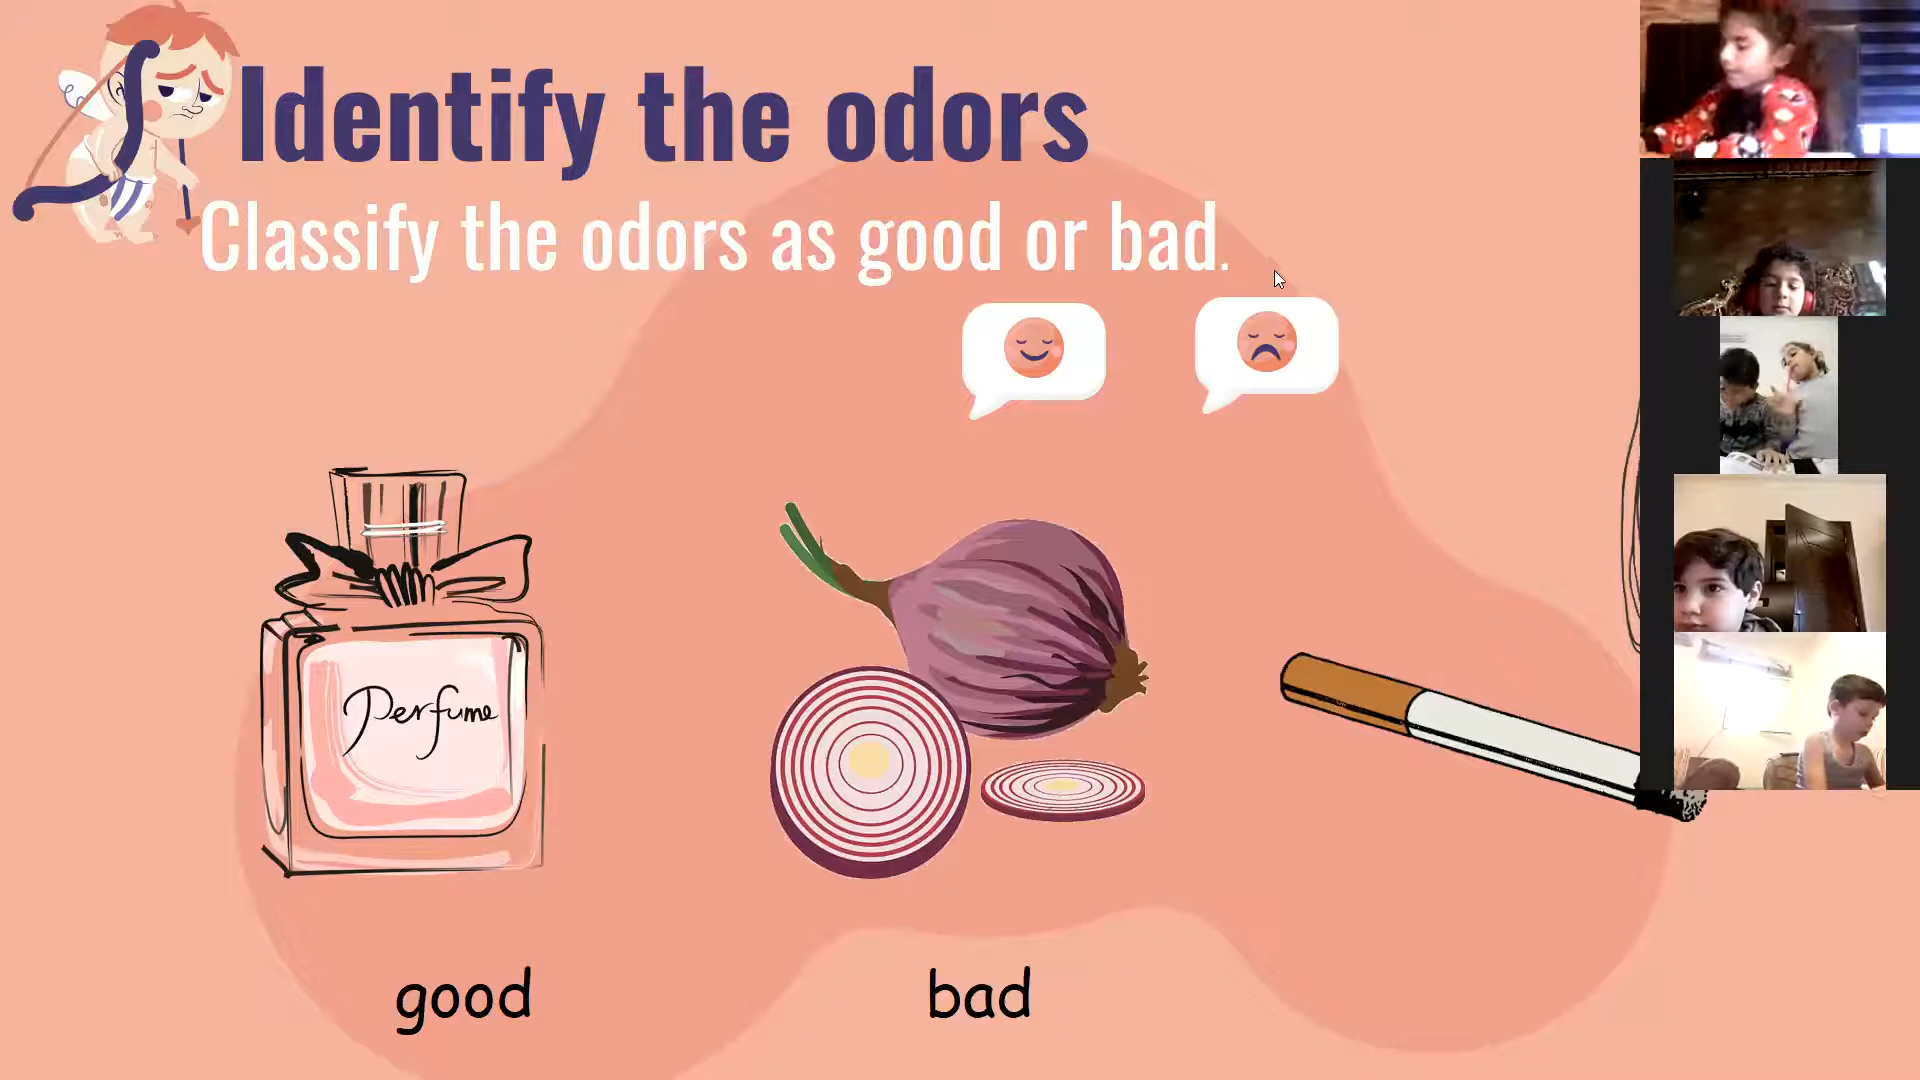 Identify the odors
Classify the odors as good or bad.
Perfume
good
bad